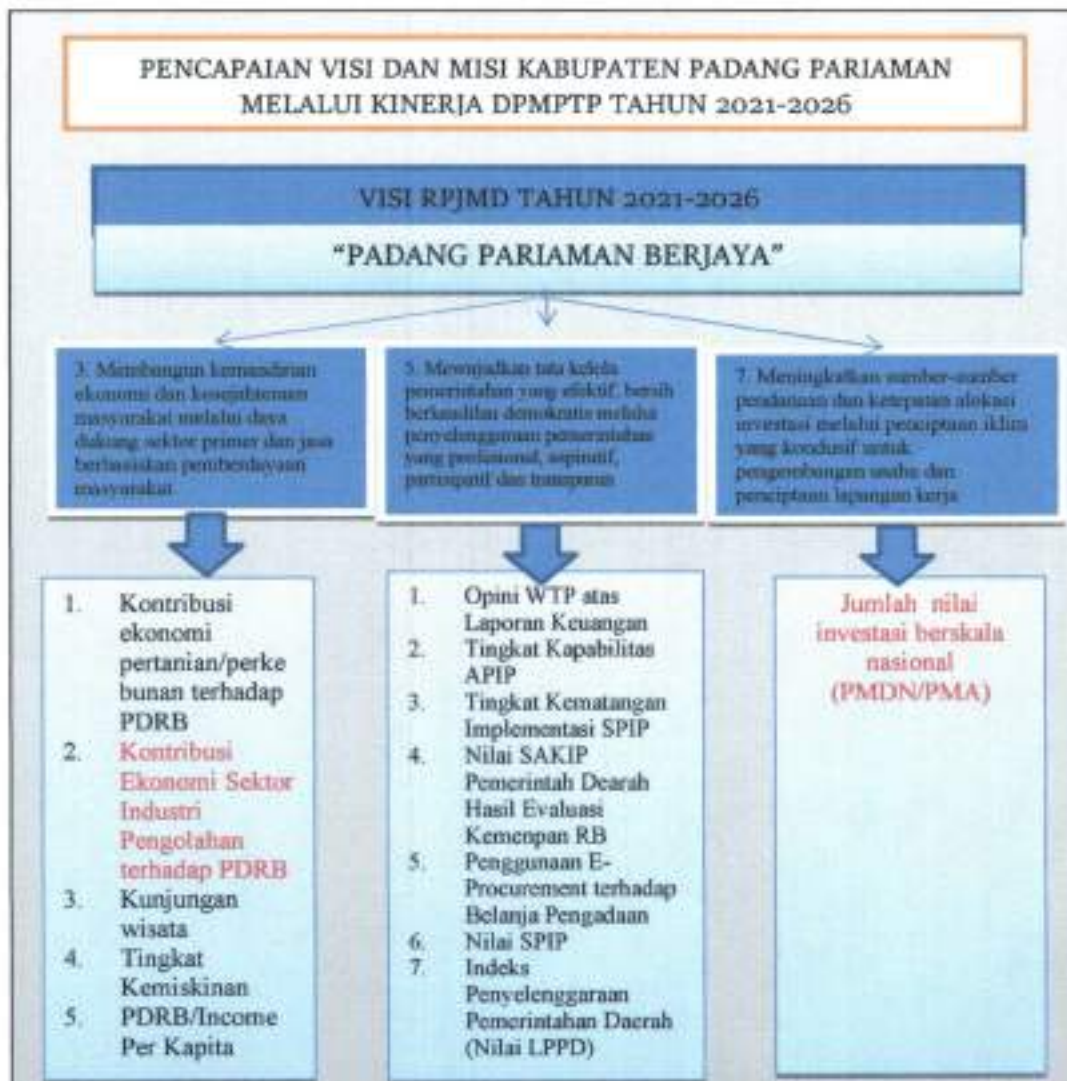 PENCAPAIAN VISI DAN MISI KABUPATEN PADANG PARIAMAN
MELALUI KINERJA DPMPTP TAHUN 2021-2026
VISI RPJMD TAHUN 2021-2026
“PADANG PARIAMAN BERJAYA”
3. Membangun kemandirian
ekonomi dan kesejahteraan
masyarakat melalui daya
dukung sektor primer dan jasa
berbasiskan pemberdayaan
masyarakat
5. Mewujudkan tata kelola
pemerintahan yang efektif, bersih
berkeadilan demokratis melalui
penyelenggaraan pemerintahan
yang profesional, aspiratif,
partisipatif dan transparan
7. Meningkatkan sumber-sumber
pendanaan dan ketepatan alokasi
investasi melalui penciptaan iklim
yang kondusif untuk
pengembangan usaha dan
penciptaan lapangan kerja
1. Kontribusi
ekonomi
pertanian/perke
bunan terhadap
PDRB
2. Kontribusi
Ekonomi Sektor
Industri
Pengolahan
terhadap PDRB
3. Kunjungan
wisata
4. Tingkat
Kemiskinan
5. PDRB/Income
Per Kapita
1. Opini WTP atas
Laporan Keuangan
2. Tingkat Kapabilitas
APIP
3. Tingkat Kematangan
Implementasi SPIP
4. Nilai SAKIP
Pemerintah Dearah
Hasil Evaluasi
Kemenpan RB
5. Penggunaan E-
Procurement terhadap
Belanja Pengadaan
6. Nilai SPIP
7. Indeks
Penyelenggaraan
Pemerintahan Daerah
(Nilai LPPD)
Jumlah nilai
investasi berskala
nasional
(PMDN/PMA)